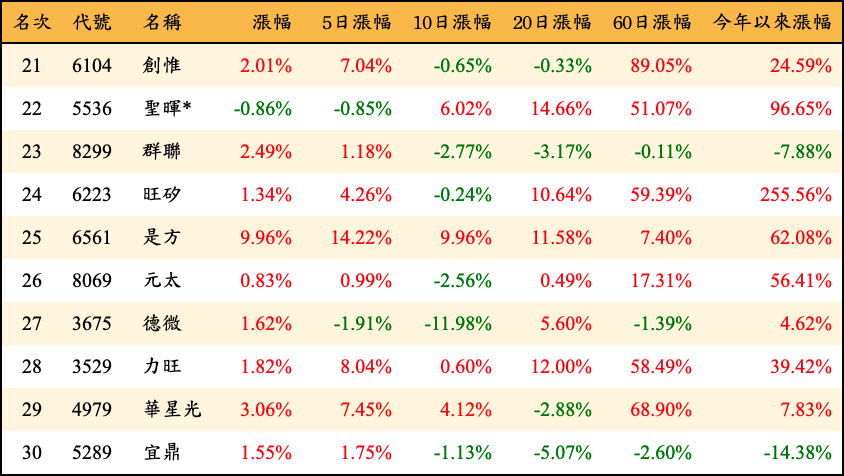 名次 代號 名稱 漲幅 5日漲幅 10日漲幅 20日漲幅 60日漲幅 今年以來漲幅
21 6104 創惟 2.01% 7.04% -0.65% -0.33% 89.05% 24.59%
22 5536 聖暉* -0.86% -0.85% 6.02% 14.66% 51.07% 96.65%
23 8299 群聯 2.49% 1.18% -2.77% -3.17% -0.11% -7.88%
24 6223 旺矽 1.34% 4.26% -0.24% 10.64% 59.39% 255.56%
25 6561 是方 9.96% 14.22% 9.96% 11.58% 7.40% 62.08%
26 8069 元太 0.83% 0.99% -2.56% 0.49% 17.31% 56.41%
27 3675 德微 1.62% -1.91% -11.98% 5.60% -1.39% 4.62%
28 3529 力旺 1.82% 8.04% 0.60% 12.00% 58.49% 39.42%
29 4979 華星光 3.06% 7.45% 4.12% -2.88% 68.90% 7.83%
30 5289 宜鼎 1.55% 1.75% -1.13% -5.07% -2.60% -14.38%